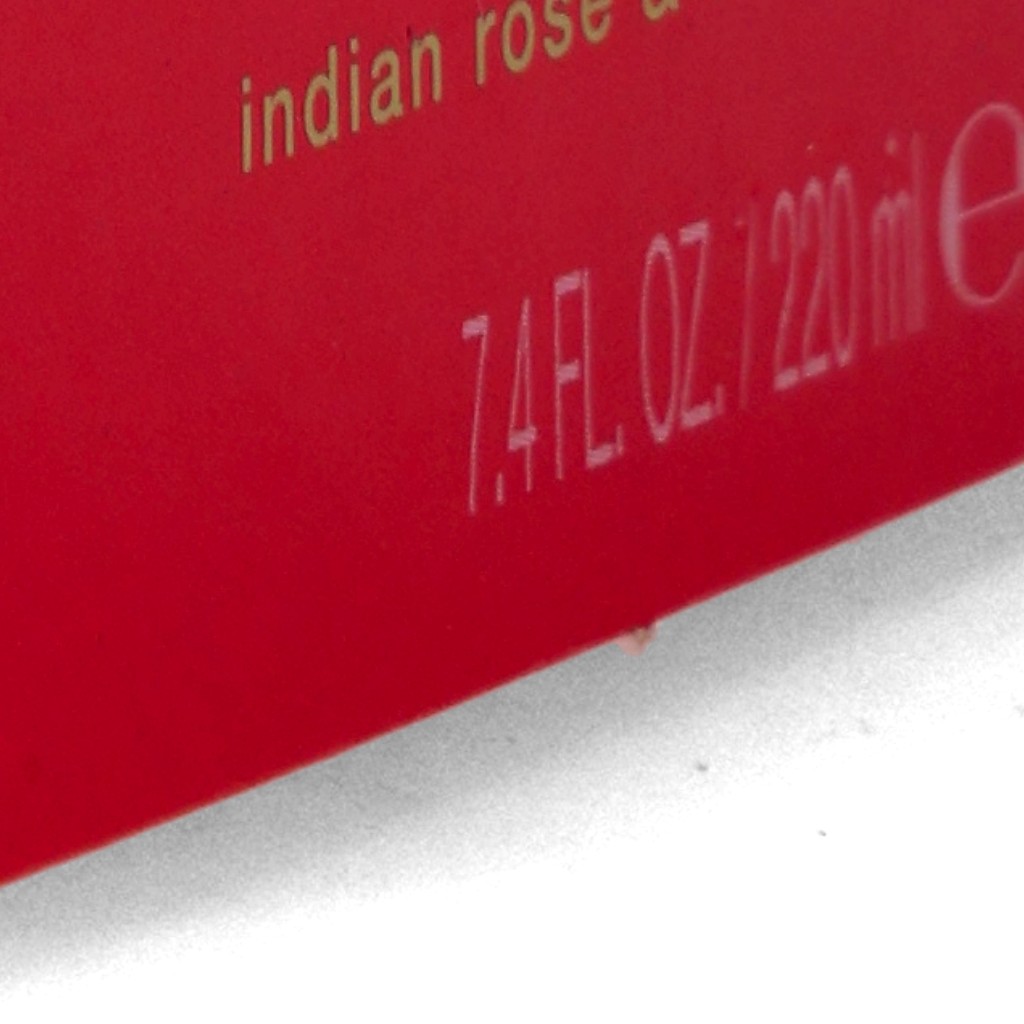 indian rose
7.4 FL. OZ. / 220 ml e